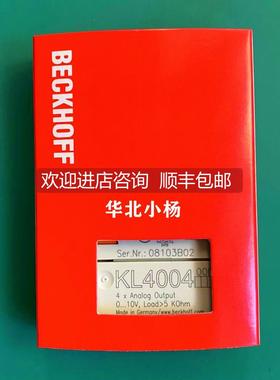 BECKHOFF
欢迎进店咨询 顺丰包邮
华北小杨
Ser.Nr.: 08103B02
KL4004
4 x Analog Output
0...10V, Load>5 KOhm
Made in Germany/www.beckhoff.com